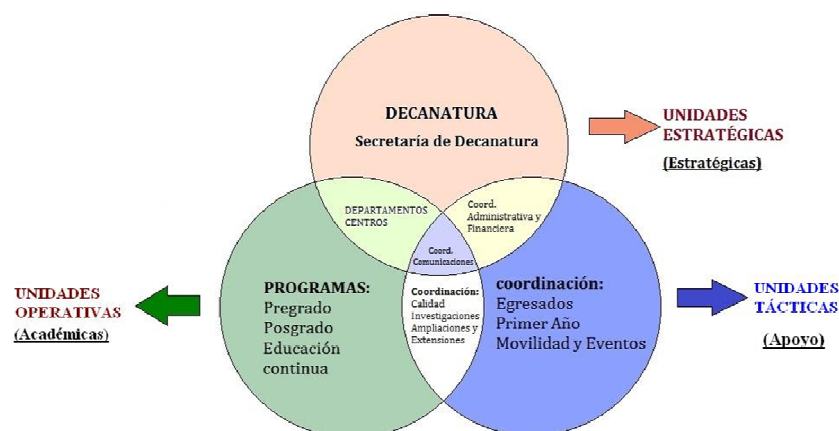 DECANATURA
Secretaría de Decanatura
UNIDADES
ESTRATÉGICAS
(Estratégicas)
DEPARTAMENTOS
CENTROS
Coord.
Administrativa y
Financiera
Coord.
Comunicaciones
UNIDADES
OPERATIVAS
(Académicas)
PROGRAMAS:
Pregrado
Posgrado
Educación
continua
Coordinación:
Calidad
Investigaciones
Ampliaciones y
Extensiones
coordinación:
Egresados
Primer Año
Movilidad y Eventos
UNIDADES
TÁCTICAS
(Apoyo)